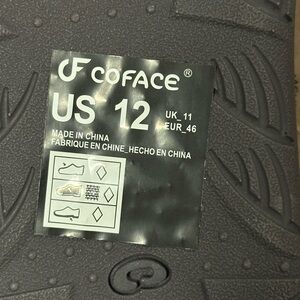 COFACE®
US 12
UK_11
EUR_46
MADE IN CHINA
FABRIQUE EN CHINE_HECHO EN CHINA